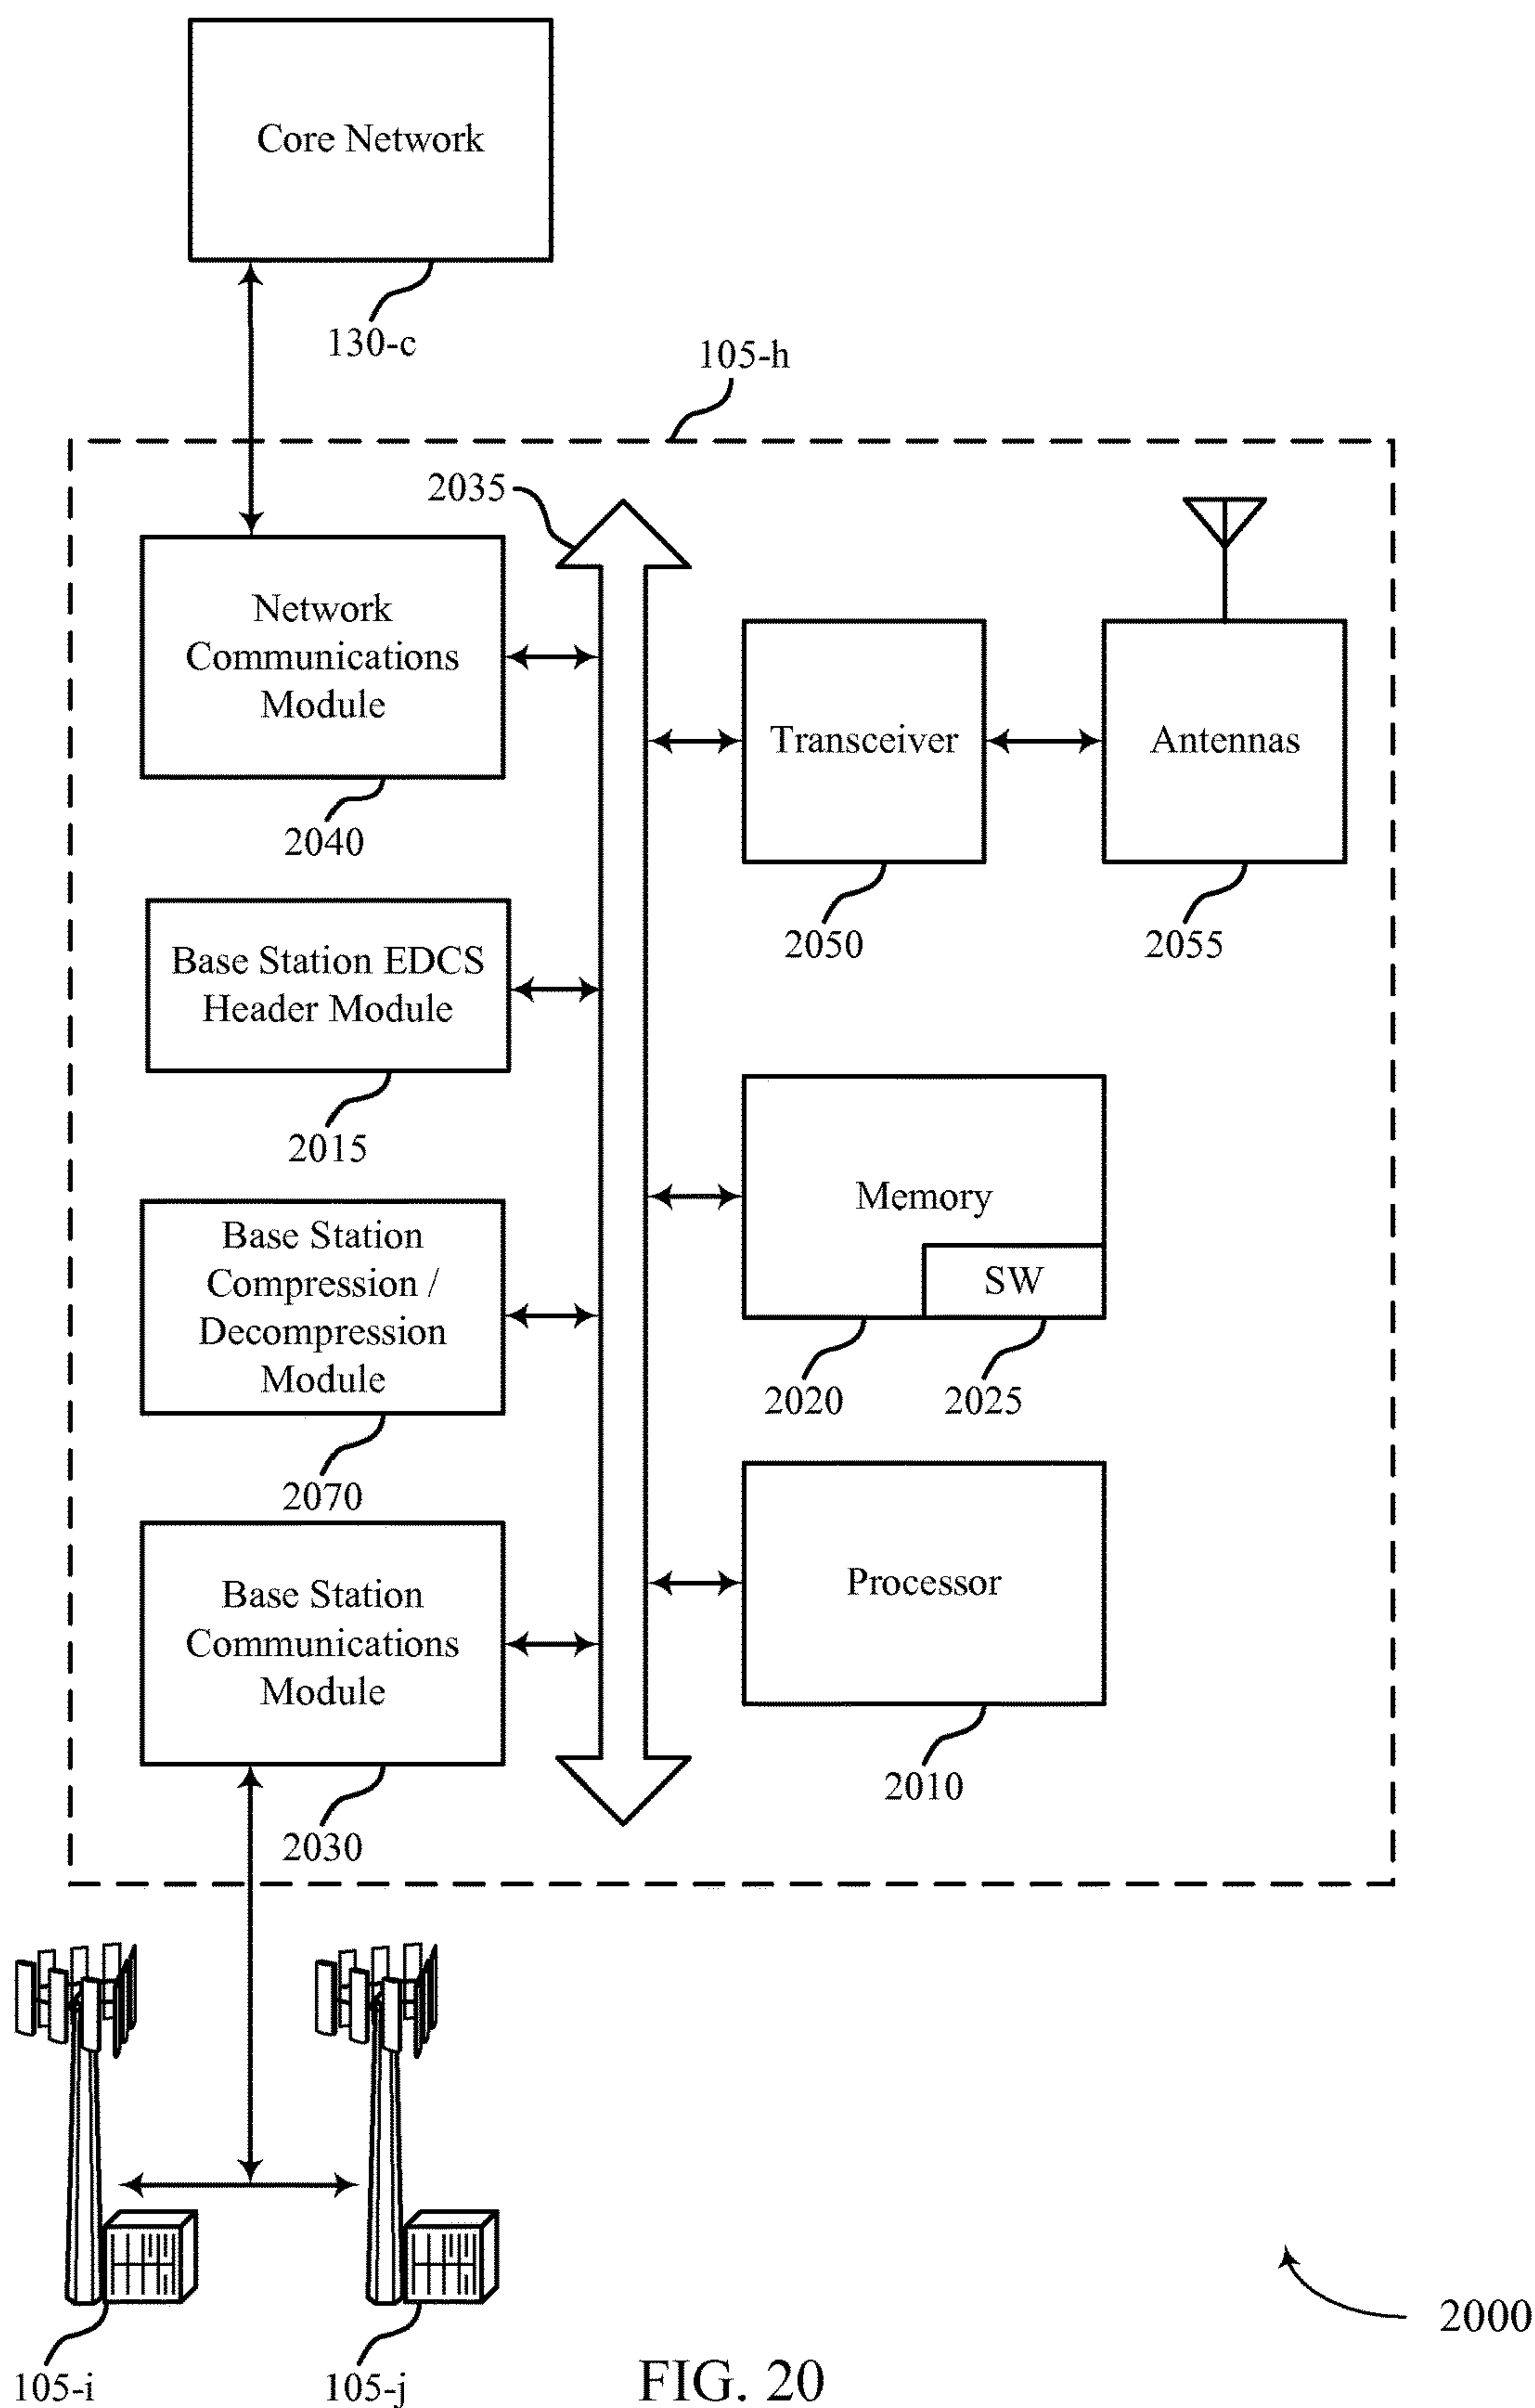 Core Network
130-c
105-h
2035
Network
Communications
Module
2040
Transceiver
2050
Antennas
2055
Base Station EDCS
Header Module
2015
Memory
SW
2020
2025
Base Station
Compression /
Decompression
Module
2070
Processor
2010
Base Station
Communications
Module
2030
105-i
105-j
2000
FIG. 20